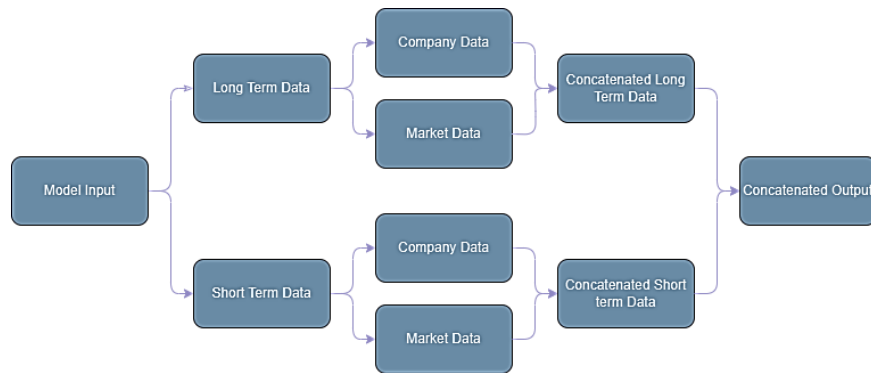 Company Data
Long Term Data
Concatenated Long
Term Data
Market Data
Model Input
Concatenated Output
Company Data
Short Term Data
Concatenated Short
term Data
Market Data